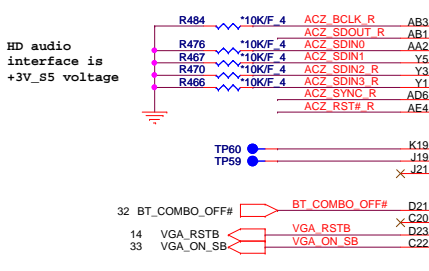 R484 *10K/F_4 ACZ_BCLK_R AB3
ACZ_SDOUT_R AB1
HD audio
interface is
+3V_S5 voltage
R476 *10K/F_4 ACZ_SDIN0 AA2
R467 *10K/F_4 ACZ_SDIN1 Y5
R470 *10K/F_4 ACZ_SDIN2_R Y3
R466 *10K/F_4 ACZ_SDIN3_R Y1
ACZ_SYNC_R AD6
ACZ_RST#_R AE4
TP60 K19
TP59 J19
J21
32 BT_COMBO_OFF# BT_COMBO_OFF# D21
C20
14 VGA_RSTB VGA_RSTB D23
33 VGA_ON_SB VGA_ON_SB C22